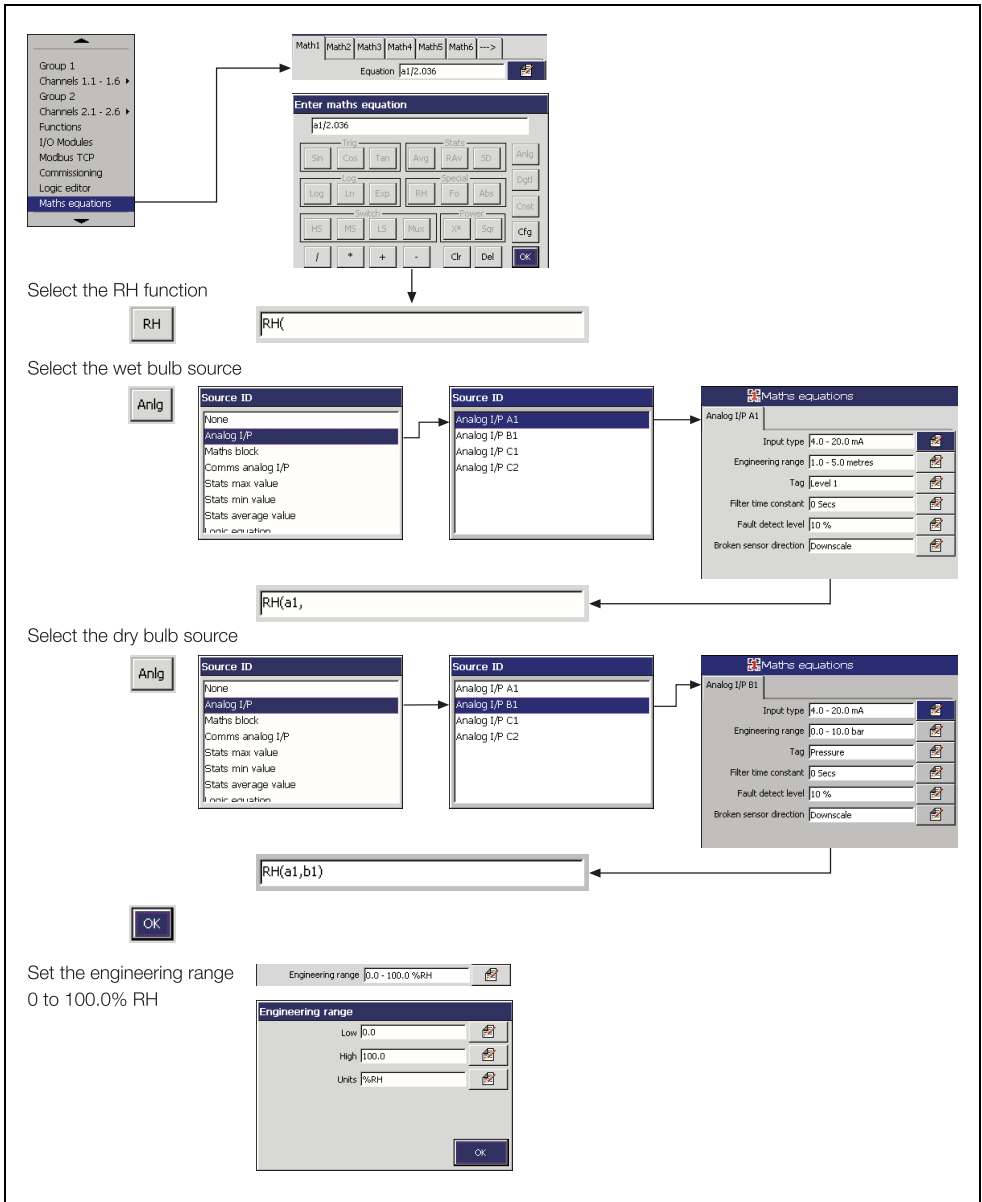 Group 1
Channels 1.1 - 1.6
Group 2
Channels 2.1 - 2.6
Functions
I/O Modules
Modbus TCP
Commissioning
Logic editor
Maths equations
Math1 Math2 Math3 Math4 Math5 Math6 --->
Equation a1/2.036
Enter maths equation
a1/2.036
Trig Stats
Sin Cos Tan Avg RAv SD Anlg
Log Special Dgtl
Log Ln Exp RH Fo Abs
Cnst
Switch Power
HS MS LS Mux Xª Sqr Cfg
/ * + - Clr Del OK
Select the RH function
RH
RH(
Select the wet bulb source
Anlg
Source ID
None
Analog I/P
Maths block
Comms analog I/P
Stats max value
Stats min value
Stats average value
Logic equation
Source ID
Analog I/P A1
Analog I/P B1
Analog I/P C1
Analog I/P C2
Maths equations
Analog I/P A1
Input type 4.0 - 20.0 mA
Engineering range 1.0 - 5.0 metres
Tag Level 1
Filter time constant 0 Secs
Fault detect level 10 %
Broken sensor direction Downscale
RH(a1,
Select the dry bulb source
Anlg
Source ID
None
Analog I/P
Maths block
Comms analog I/P
Stats max value
Stats min value
Stats average value
Logic equation
Source ID
Analog I/P A1
Analog I/P B1
Analog I/P C1
Analog I/P C2
Maths equations
Analog I/P B1
Input type 4.0 - 20.0 mA
Engineering range 0.0 - 10.0 bar
Tag Pressure
Filter time constant 0 Secs
Fault detect level 10 %
Broken sensor direction Downscale
RH(a1,b1)
OK
Set the engineering range
0 to 100.0% RH
Engineering range 0.0 - 100.0 %RH
Engineering range
Low 0.0
High 100.0
Units %RH
OK